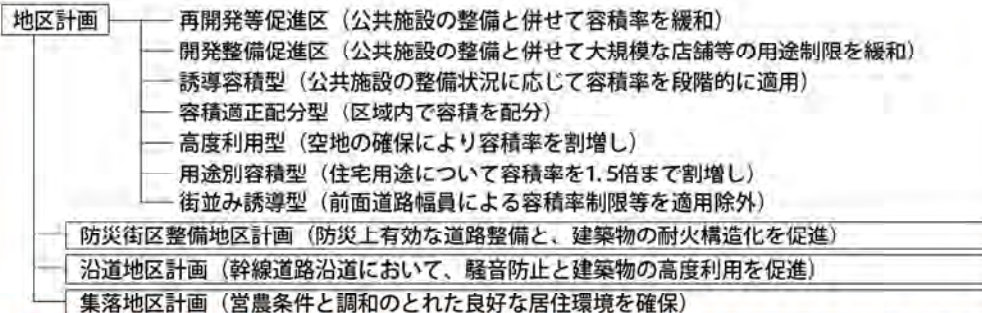 地区計画
再開発等促進区（公共施設の整備と併せて容積率を緩和）
開発整備促進区（公共施設の整備と併せて大規模な店舗等の用途制限を緩和）
誘導容積型（公共施設の整備状況に応じて容積率を段階的に適用）
容積適正配分型（区域内で容積を配分）
高度利用型（空地の確保により容積率を割増し）
用途別容積型（住宅用途について容積率を1.5倍まで割増し）
街並み誘導型（前面道路幅員による容積率制限等を適用除外）
防災街区整備地区計画（防災上有効な道路整備と、建築物の耐火構造化を促進）
沿道地区計画（幹線道路沿道において、騒音防止と建築物の高度利用を促進）
集落地区計画（営農条件と調和のとれた良好な居住環境を確保）